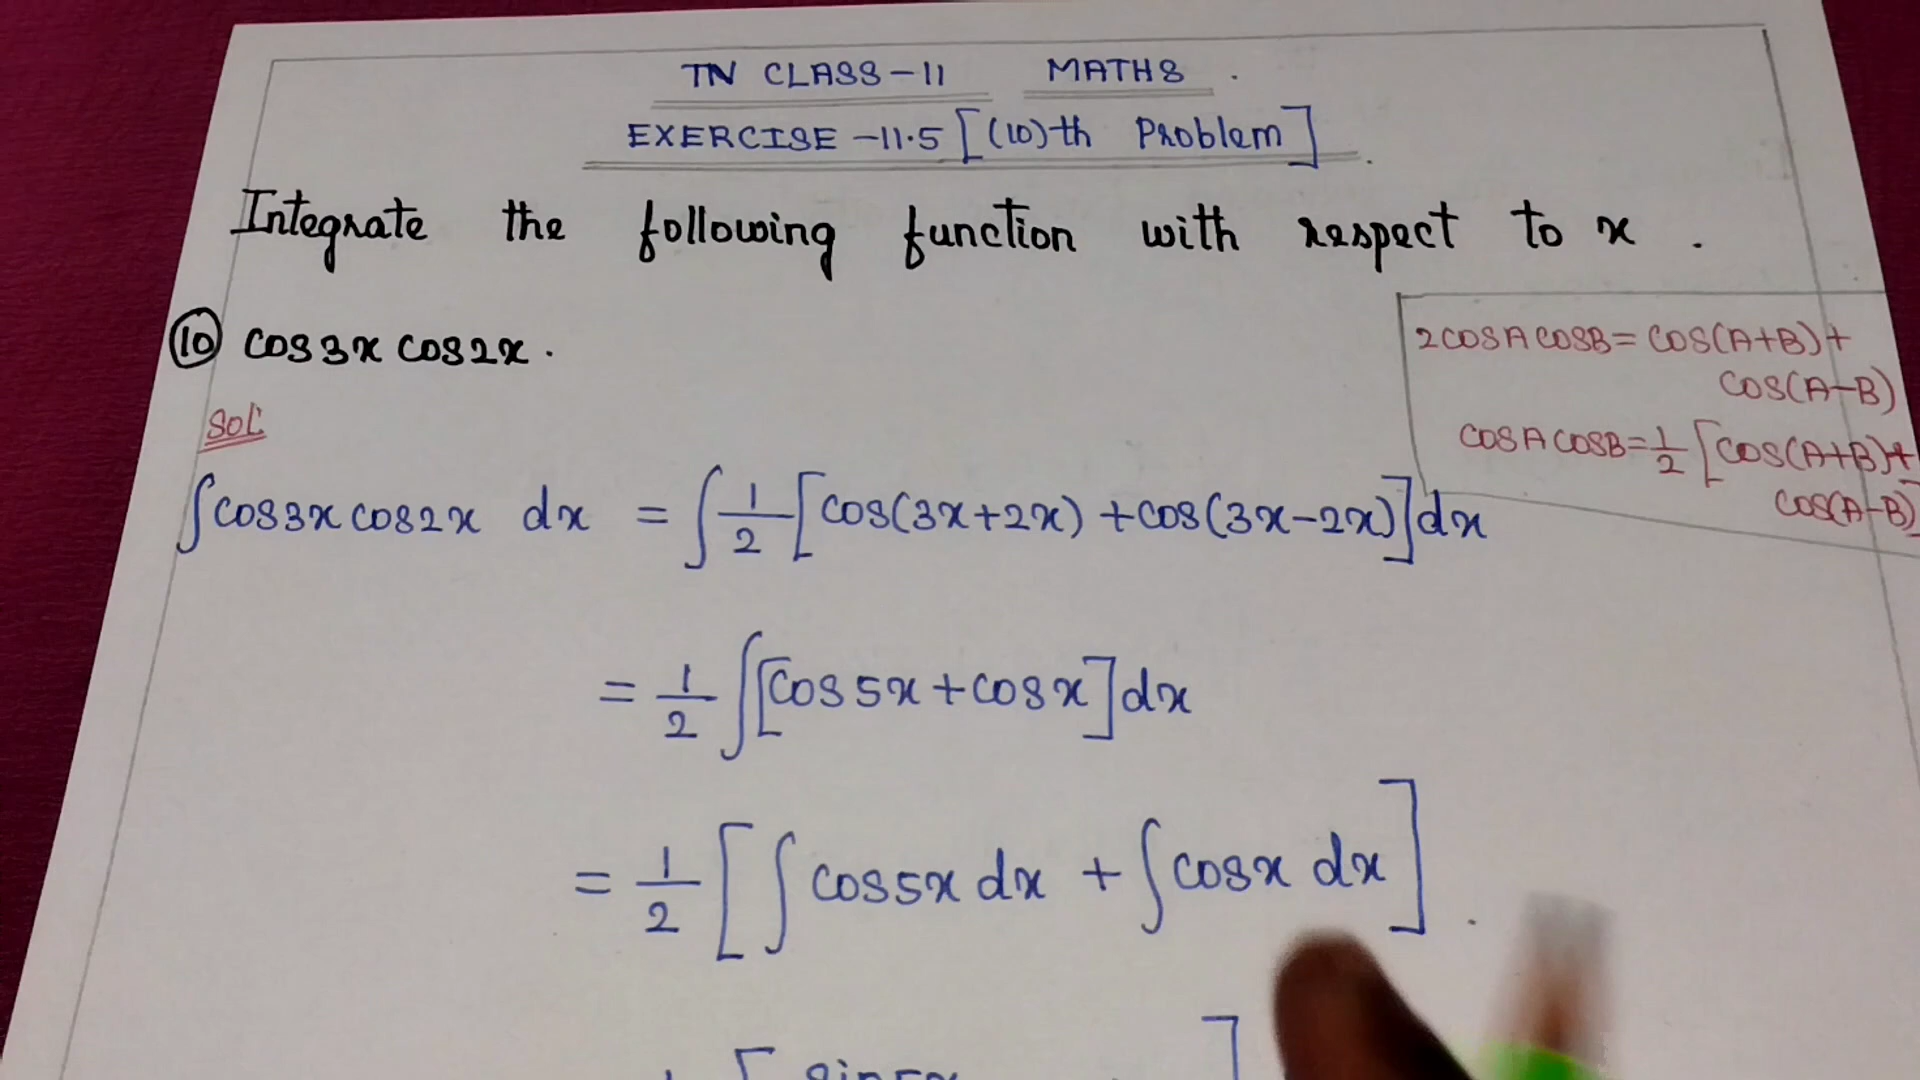 TN CLASS-11 MATHS.
EXERCISE-11.5 [(10)th Problem].
Integrate the following function with respect to x.
(10) cos3x cos2x.
2COSA COSB = COS(A+B)+
COS(A-B)
COSA COSB = 1/2 [COS(A+B)+
COS(A-B)]
Sol:
∫cos3x cos2x dx = ∫1/2[cos(3x+2x)+cos(3x-2x)]dx
= 1/2 ∫[cos5x+cosx]dx
= 1/2 [∫cos5x dx + ∫cosx dx].
[sin5x ]